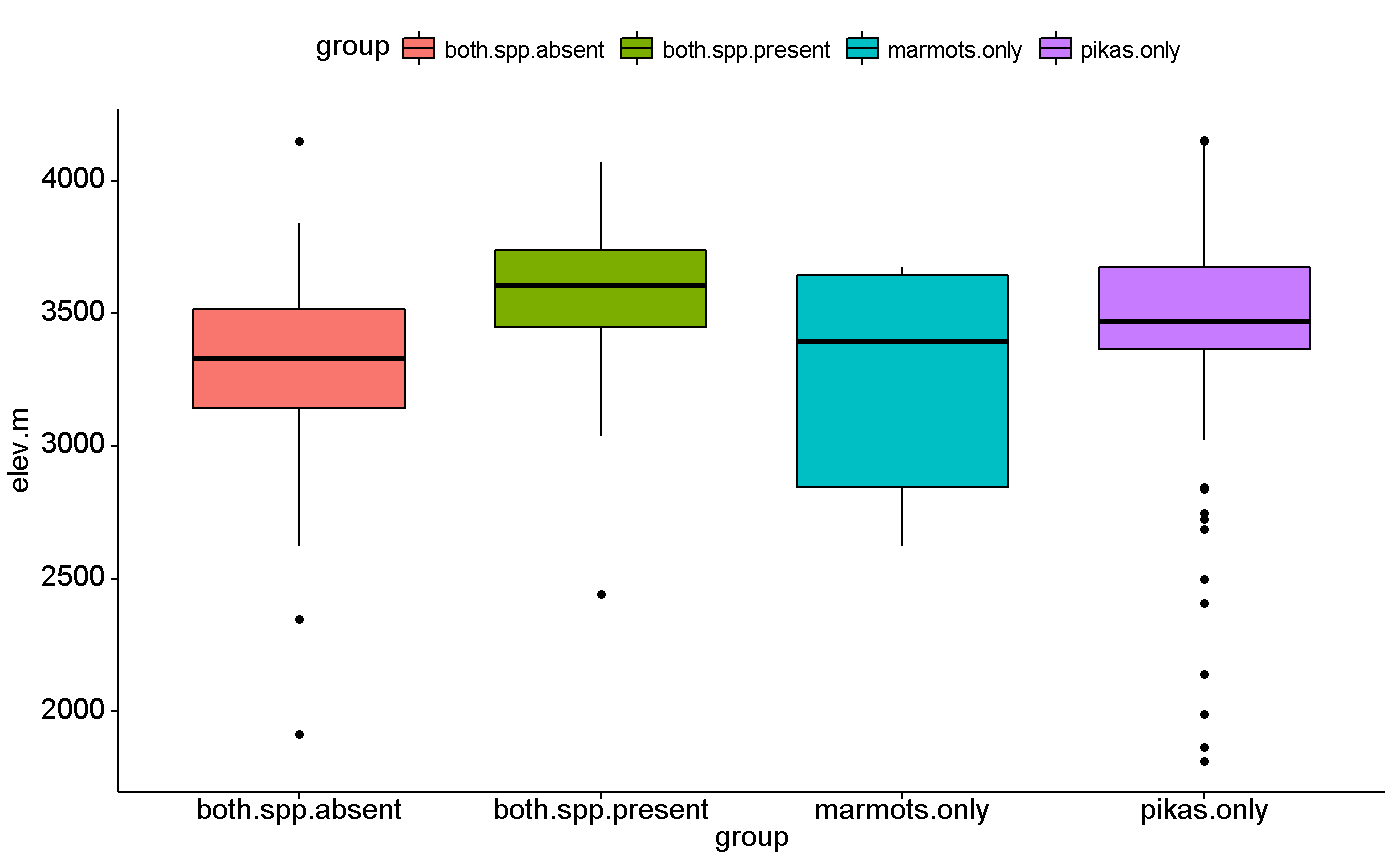 group both.spp.absent both.spp.present marmots.only pikas.only
elev.m
4000
3500
3000
2500
2000
both.spp.absent both.spp.present marmots.only pikas.only
group